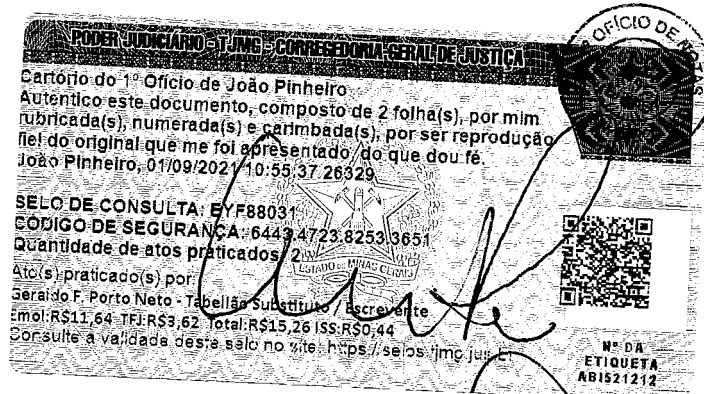 PODER JUDICIÁRIO - TJMG - CORREGEDORIA-GERAL DE JUSTIÇA
OFÍCIO DE NOTAS
Cartório do 1º Ofício de João Pinheiro
Autentico este documento, composto de 2 folha(s), por mim
rubricada(s), numerada(s) e carimbada(s), por ser reprodução
fiel do original que me foi apresentado, do que dou fé.
João Pinheiro, 01/09/2021 10:55:37 26329
SELO DE CONSULTA: EYF88031
CÓDIGO DE SEGURANÇA: 6443.4723.8253.3651
Quantidade de atos praticados: 2
ESTADO DE MINAS GERAIS
Ato(s) praticado(s) por:
Geraldo F. Porto Neto - Tabelião Substituto / Escrevente
Emol:R$11,64 TFJ:R$3,62 Total:R$15,26 ISS:R$0,44
Consulte a validade deste selo no site: https://selos.tjmg.jus.
Nº DA
ETIQUETA
ABI521212